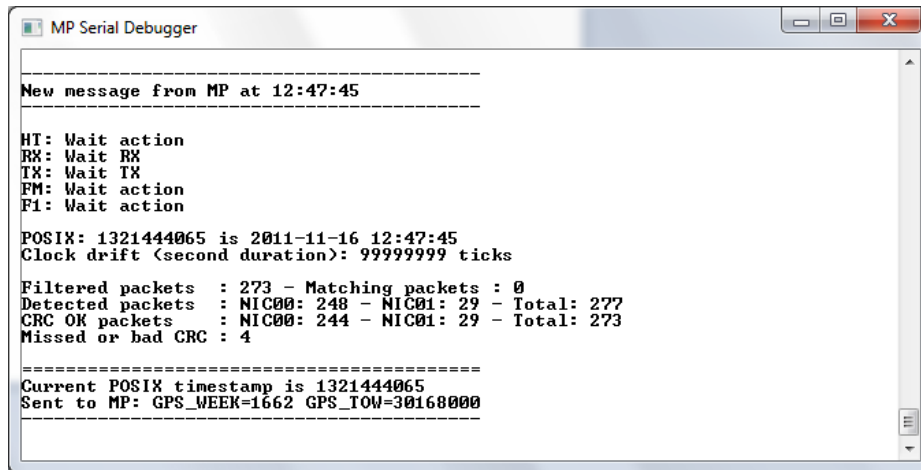 MP Serial Debugger
---------------------------------------------
New message from MP at 12:47:45
---------------------------------------------
HT: Wait action
RX: Wait RX
TX: Wait TX
FM: Wait action
F1: Wait action
POSIX: 1321444065 is 2011-11-16 12:47:45
Clock drift (second duration): 99999999 ticks
Filtered packets  : 273 - Matching packets : 0
Detected packets  : NIC00: 248 - NIC01: 29 - Total: 277
CRC OK packets    : NIC00: 244 - NIC01: 29 - Total: 273
Missed or bad CRC : 4
=============================================
Current POSIX timestamp is 1321444065
Sent to MP: GPS_WEEK=1662 GPS_TOW=30168000
---------------------------------------------